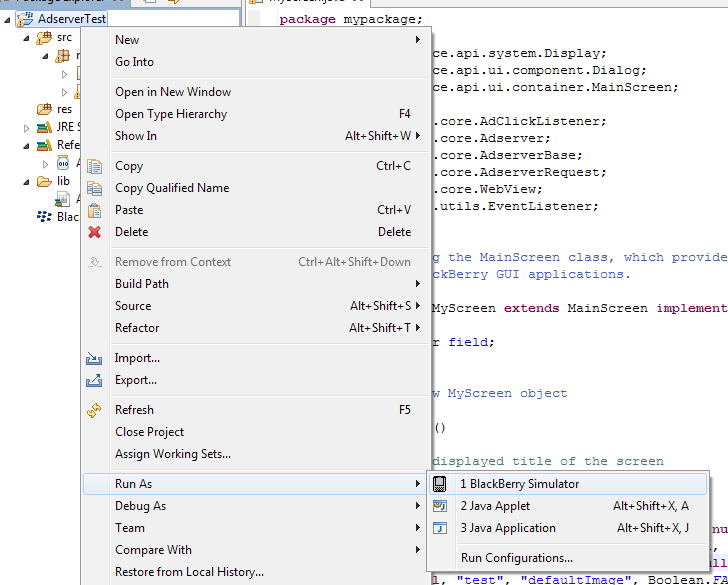 AdserverTest
src
res
JRE S
Refe
lib
Blac
New
Go Into
Open in New Window
Open Type Hierarchy F4
Show In Alt+Shift+W
Copy Ctrl+C
Copy Qualified Name
Paste Ctrl+V
Delete Delete
Remove from Context Ctrl+Alt+Shift+Down
Build Path
Source Alt+Shift+S
Refactor Alt+Shift+T
Import...
Export...
Refresh F5
Close Project
Assign Working Sets...
Run As
Debug As
Team
Compare With
Restore from Local History...
1 BlackBerry Simulator
2 Java Applet Alt+Shift+X, A
3 Java Application Alt+Shift+X, J
Run Configurations...
package mypackage;
ce.api.system.Display;
ce.api.ui.component.Dialog;
ce.api.ui.container.MainScreen;
.core.AdClickListener;
.core.Adserver;
.core.AdserverBase;
.core.AdserverRequest;
.core.WebView;
.utils.EventListener;
g the MainScreen class, which provide
ckBerry GUI applications.
MyScreen extends MainScreen implement
r field;
w MyScreen object
()
displayed title of the screen
l, "test", "defaultImage", Boolean.FA